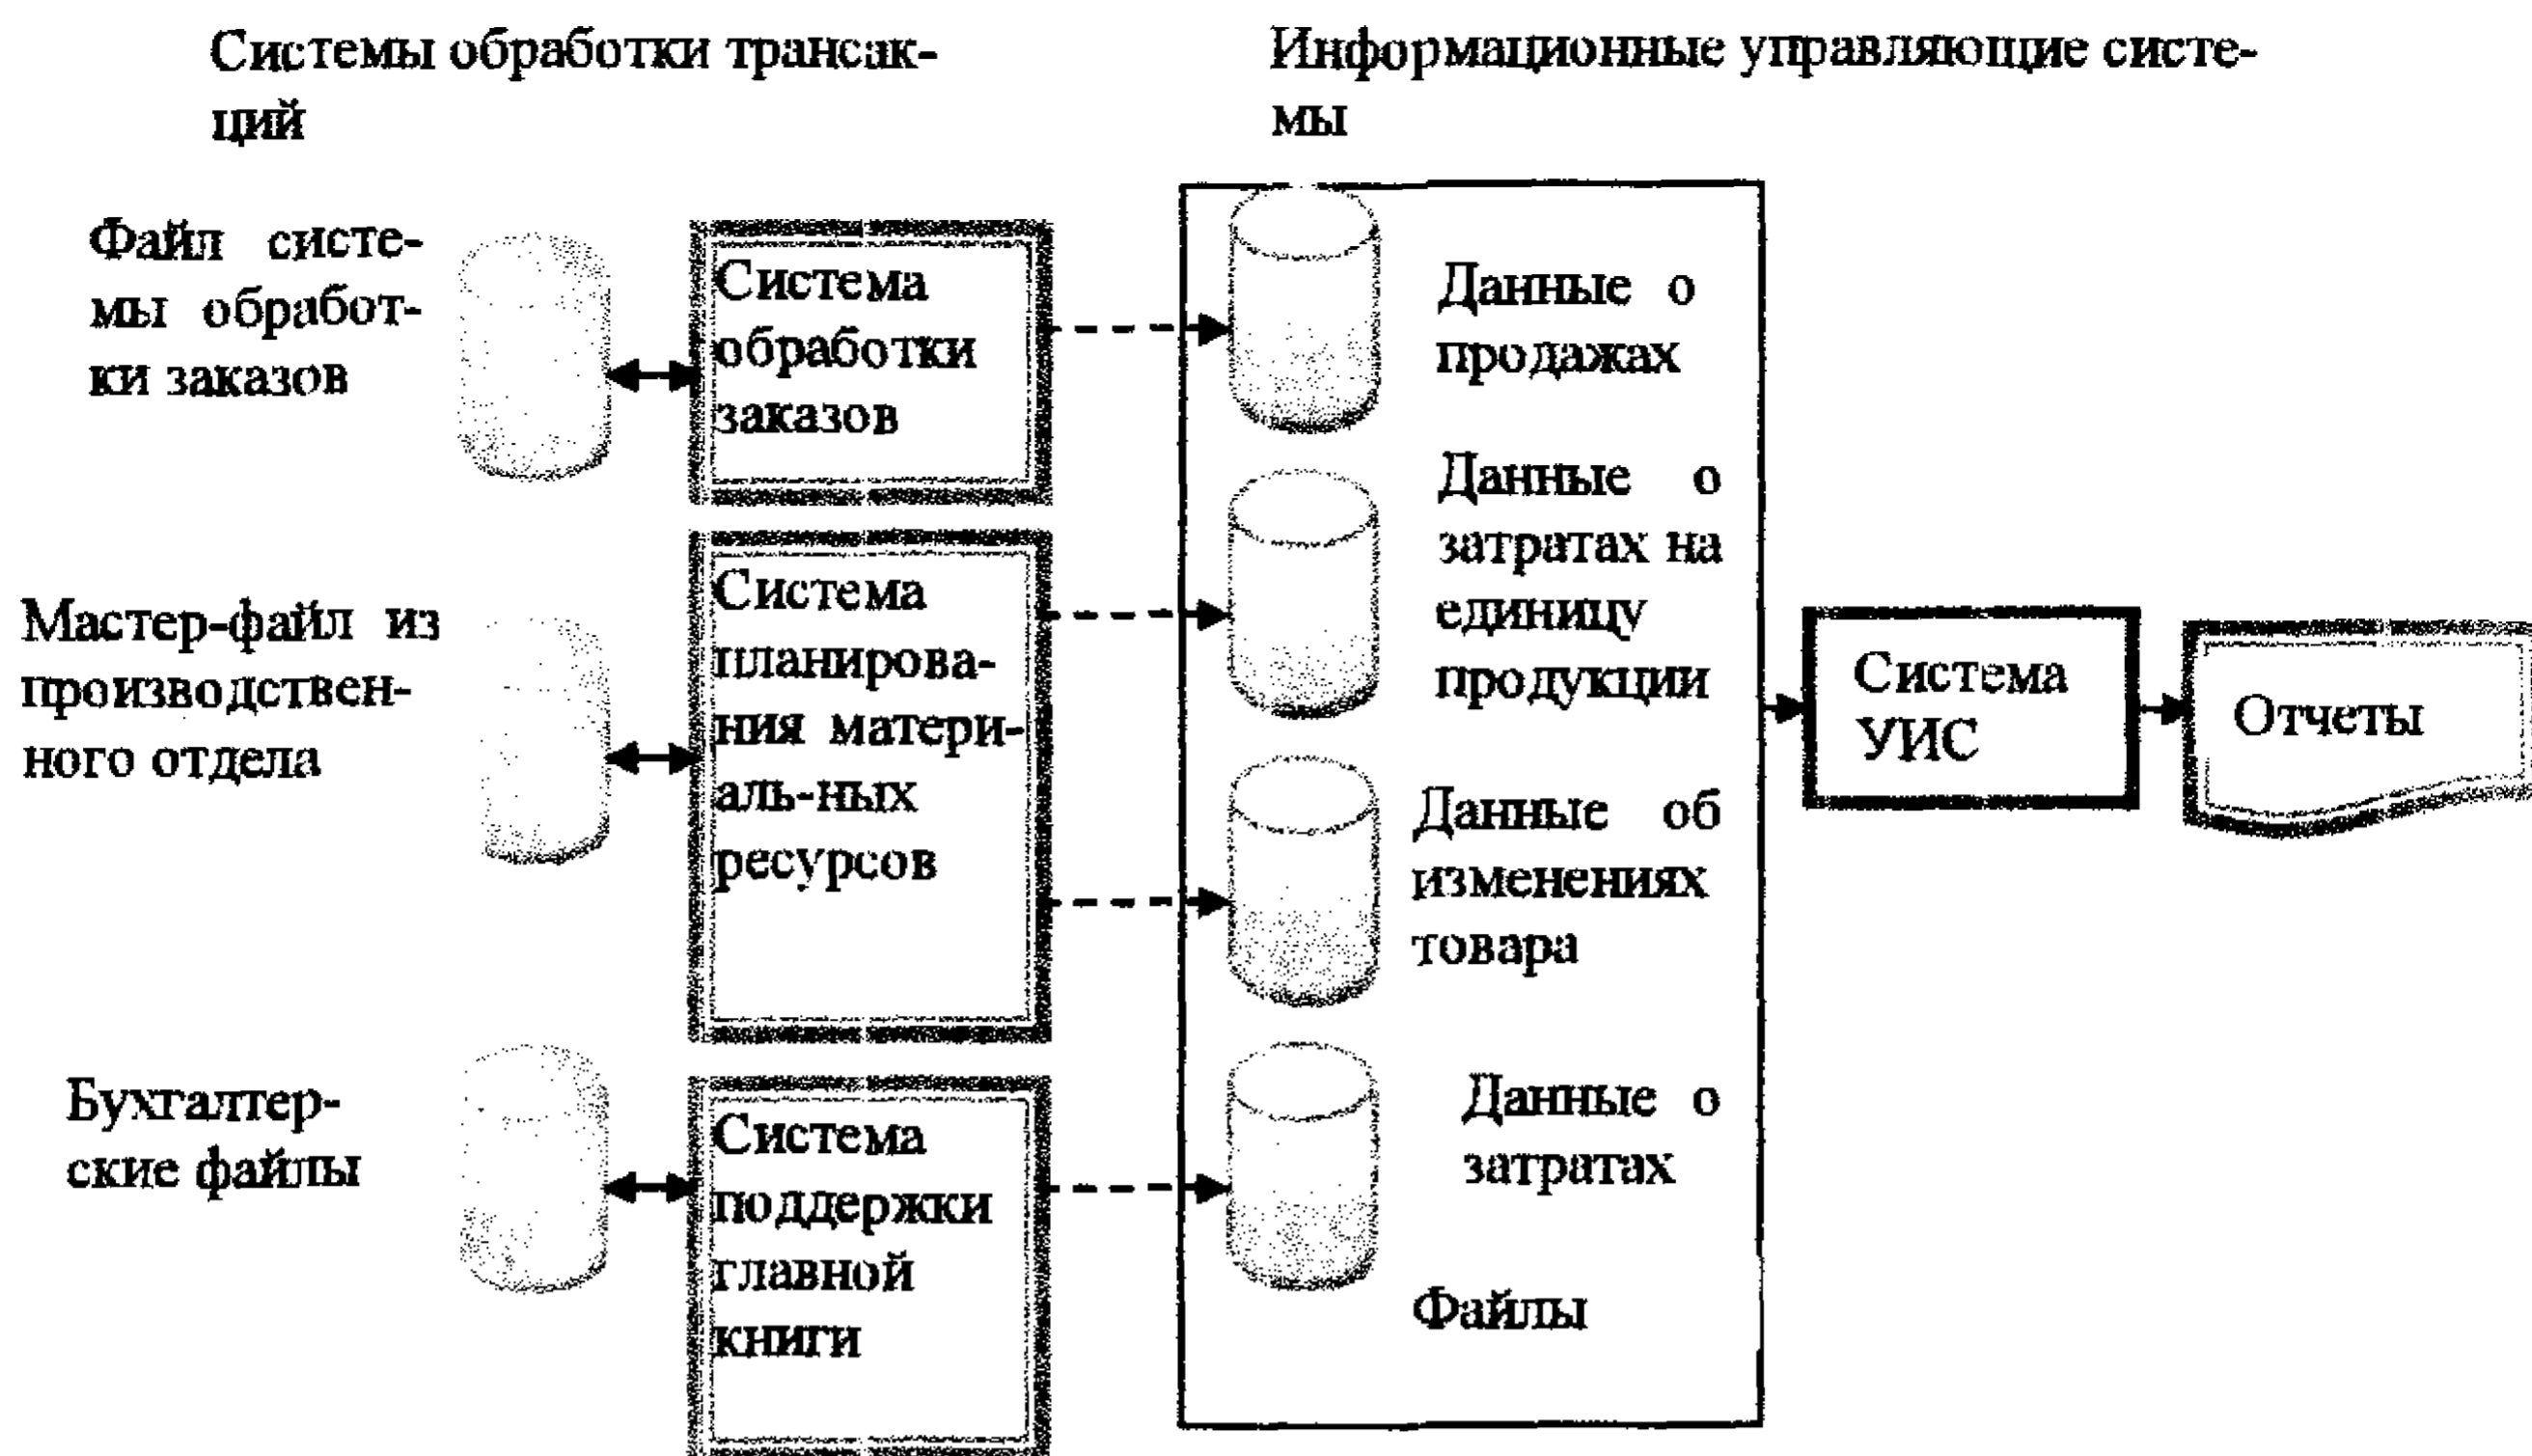 Системы обработки трансак-
ций
Информационные управляющие систе-
мы
Файл систе-
мы обработ-
ки заказов
Система
обработки
заказов
Данные о
продажах
Данные о
затратах на
единицу
продукции
Мастер-файл из
производствен-
ного отдела
Система
планирова-
ния матери-
аль-ных
ресурсов
Система
УИС
Отчеты
Данные об
изменениях
товара
Бухгалтер-
ские файлы
Система
поддержки
главной
книги
Данные о
затратах
Файлы